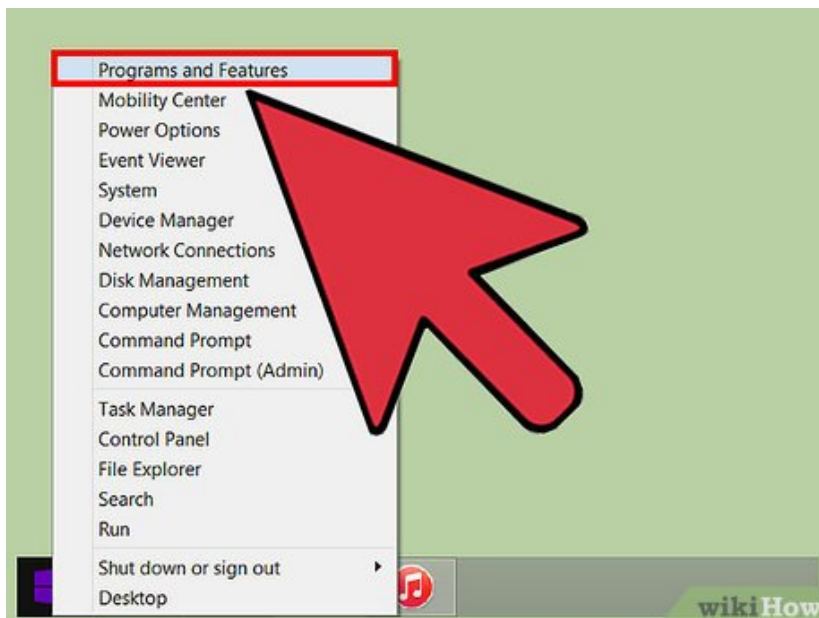 Programs and Features
Mobility Center
Power Options
Event Viewer
System
Device Manager
Network Connections
Disk Management
Computer Management
Command Prompt
Command Prompt (Admin)
Task Manager
Control Panel
File Explorer
Search
Run
Shut down or sign out
Desktop
wikiHow